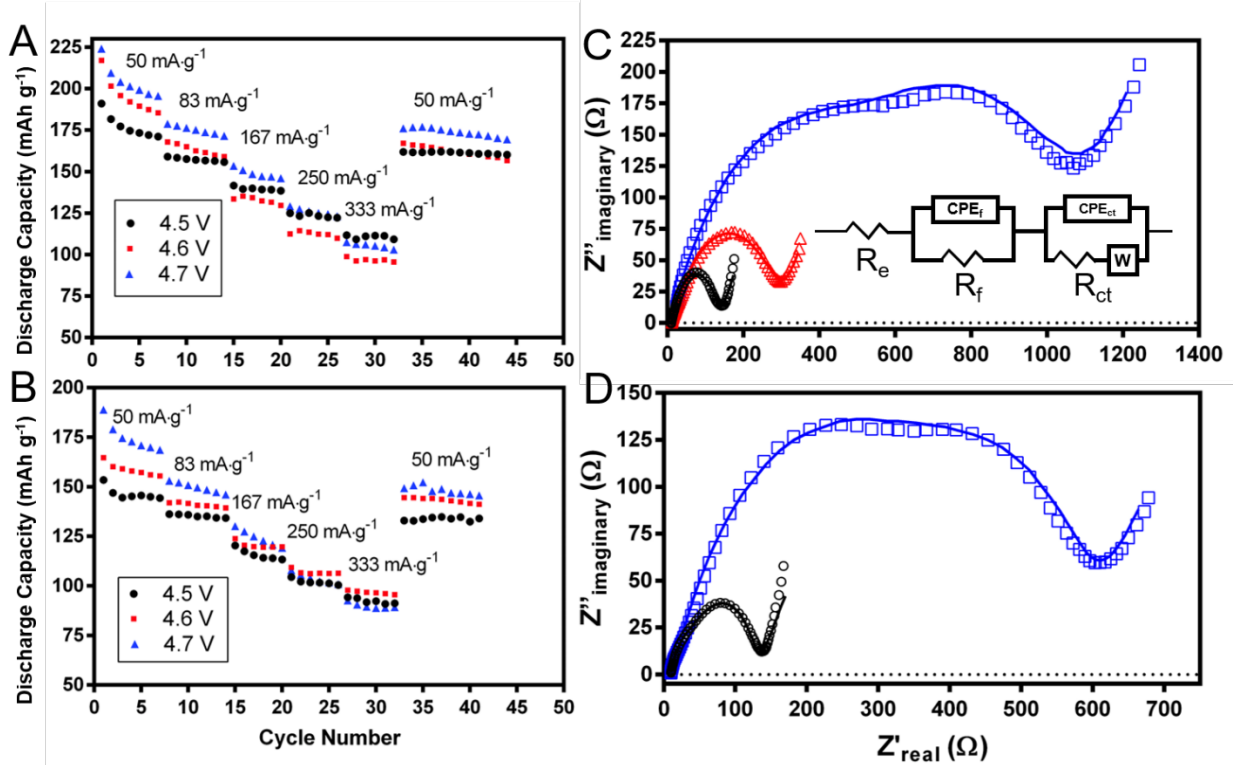 A
Discharge Capacity (mAh g⁻¹)
225
200
175
150
125
100
75
50
50 mA·g⁻¹
83 mA·g⁻¹
167 mA·g⁻¹
250 mA·g⁻¹
333 mA·g⁻¹
50 mA·g⁻¹
4.5 V
4.6 V
4.7 V
0 5 10 15 20 25 30 35 40 45 50
B
Discharge Capacity (mAh g⁻¹)
200
175
150
125
100
75
50
50 mA·g⁻¹
83 mA·g⁻¹
167 mA·g⁻¹
250 mA·g⁻¹
333 mA·g⁻¹
50 mA·g⁻¹
4.5 V
4.6 V
4.7 V
0 5 10 15 20 25 30 35 40 45 50
Cycle Number
C
Z"imaginary (Ω)
225
200
175
150
125
100
75
50
25
0
CPEf
CPEct
Re
Rf
Rct
W
0 200 400 600 800 1000 1200 1400
D
Z"imaginary (Ω)
150
125
100
75
50
25
0
0 100 200 300 400 500 600 700
Z'real (Ω)